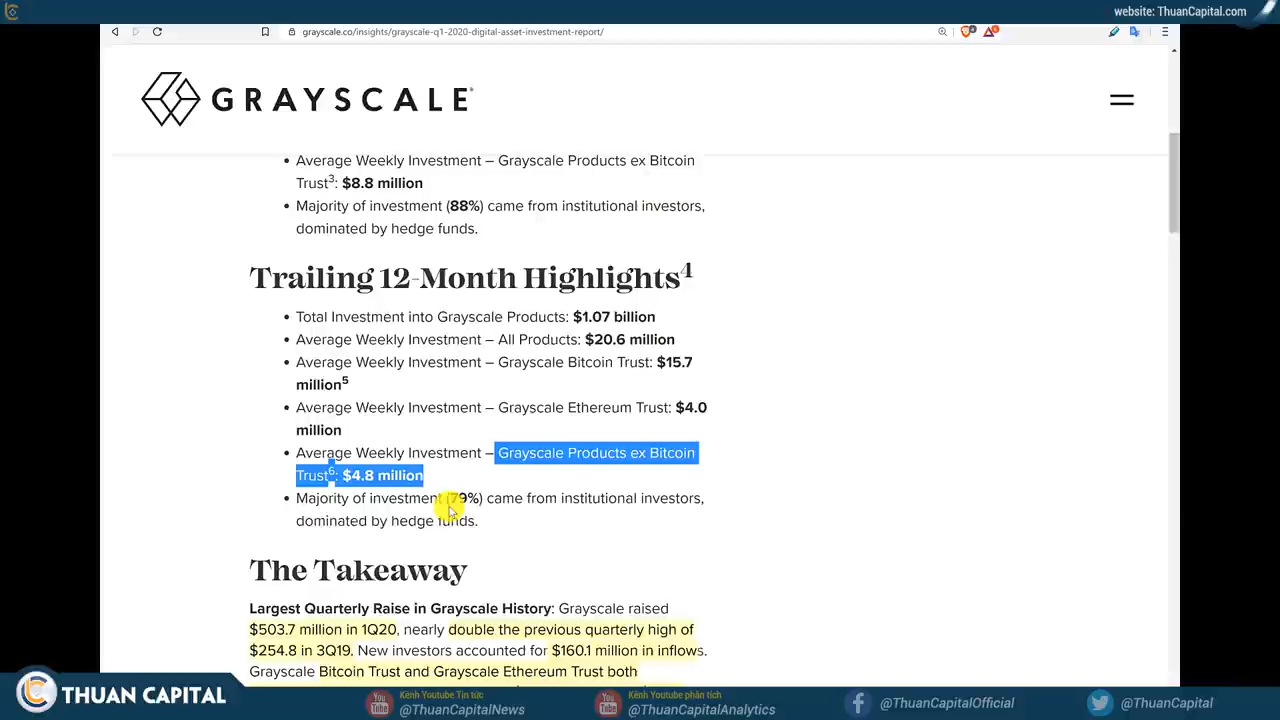 website: ThuanCapital.com
grayscale.co/insights/grayscale-q1-2020-digital-asset-investment-report/
GRAYSCALE
• Average Weekly Investment – Grayscale Products ex Bitcoin
Trust3: $8.8 million
• Majority of investment (88%) came from institutional investors,
dominated by hedge funds.
Trailing 12-Month Highlights4
• Total Investment into Grayscale Products: $1.07 billion
• Average Weekly Investment – All Products: $20.6 million
• Average Weekly Investment – Grayscale Bitcoin Trust: $15.7
million5
• Average Weekly Investment – Grayscale Ethereum Trust: $4.0
million
• Average Weekly Investment – Grayscale Products ex Bitcoin
Trust6: $4.8 million
• Majority of investment (79%) came from institutional investors,
dominated by hedge funds.
The Takeaway
Largest Quarterly Raise in Grayscale History: Grayscale raised
$503.7 million in 1Q20, nearly double the previous quarterly high of
$254.8 in 3Q19. New investors accounted for $160.1 million in inflows.
Grayscale Bitcoin Trust and Grayscale Ethereum Trust both
THUAN CAPITAL
You Tube
Kênh Youtube Tin tức
@ThuanCapitalNews
You Tube
Kênh Youtube phân tích
@ThuanCapitalAnalytics
@ThuanCapitalOfficial
@ThuanCapital